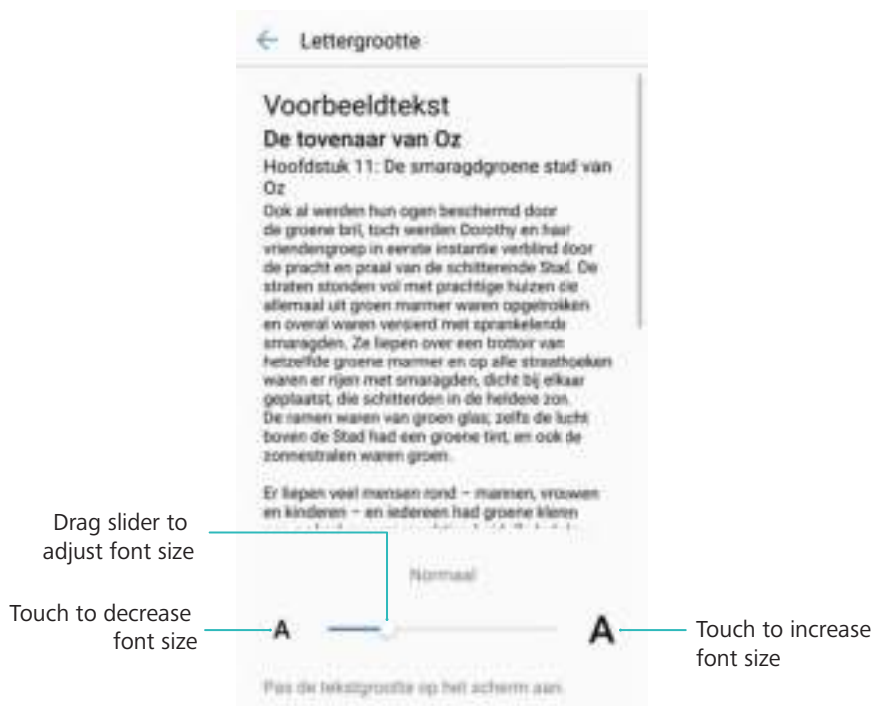 Lettergrootte
Voorbeeldtekst
De tovenaar van Oz
Hoofdstuk 11: De smaragdgroene stad van
Oz
Ook al werden hun ogen beschermd door
de groene bril, toch werden Dorothy en haar
vriendengroep in eerste instantie verblind door
de pracht en praal van de schitterende Stad. De
straten stonden vol met prachtige huizen die
allemaal uit groen marmer waren opgetrokken
en overal waren versierd met sprankelende
smaragden. Ze liepen over een trottoir van
hetzelfde groene marmer en op alle straathoeken
waren er rijen met smaragden, dicht bij elkaar
geplaatst, die schitterden in de heldere zon.
De ramen waren van groen glas; zelfs de lucht
boven de Stad had een groene tint, en ook de
zonnestralen waren groen.
Er liepen veel mensen rond – mannen, vrouwen
en kinderen – en iedereen had groene kleren
Drag slider to
adjust font size
Normaal
Touch to decrease
font size
A
A
Touch to increase
font size
Pas de tekstgrootte op het scherm aan.